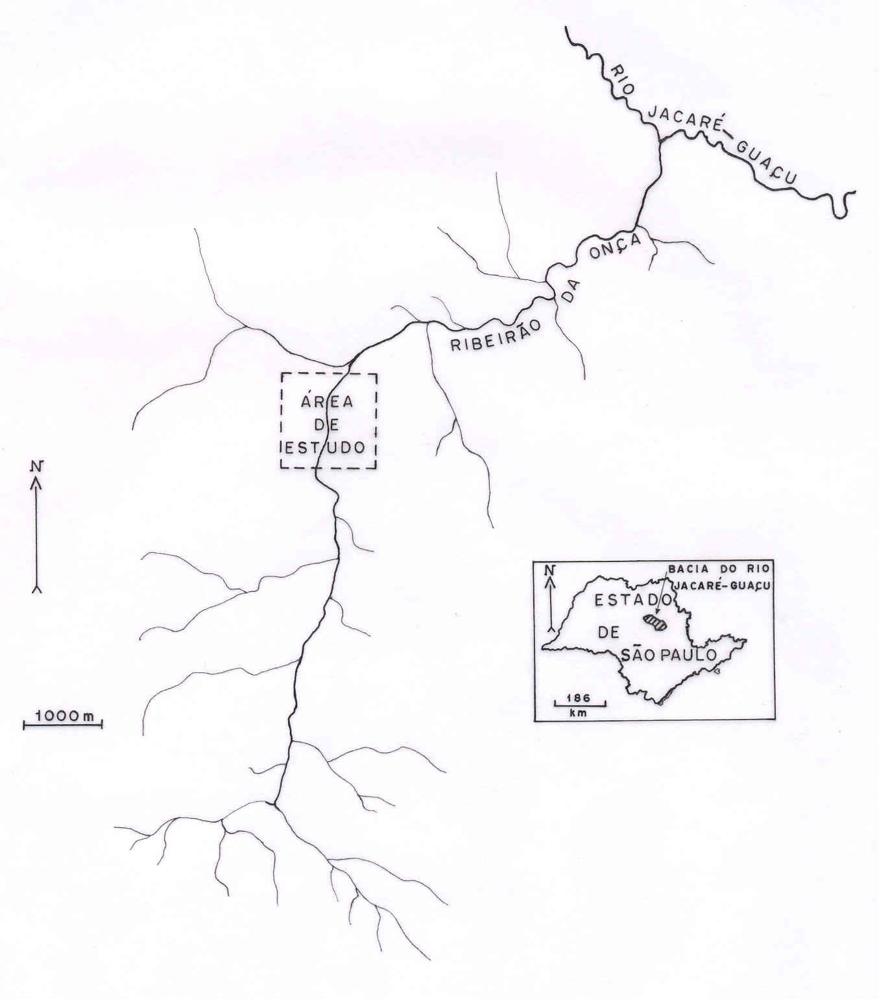 RIO JACARÉ-GUAÇU
RIBEIRÃO DA ONÇA
ÁREA
DE
ESTUDO
N
1000 m
N
BACIA DO RIO
JACARÉ-GUAÇU
ESTADO
DE
SÃO PAULO
186
km